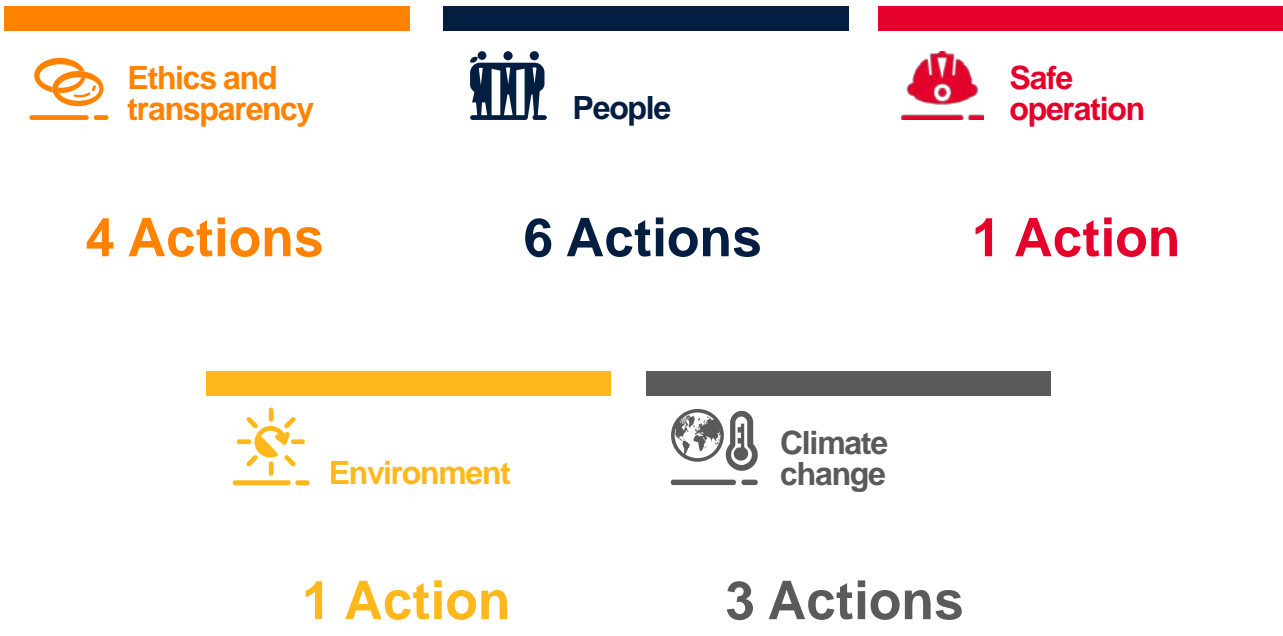 Ethics and
transparency
People
Safe
operation
4 Actions
6 Actions
1 Action
Environment
Climate
change
1 Action
3 Actions